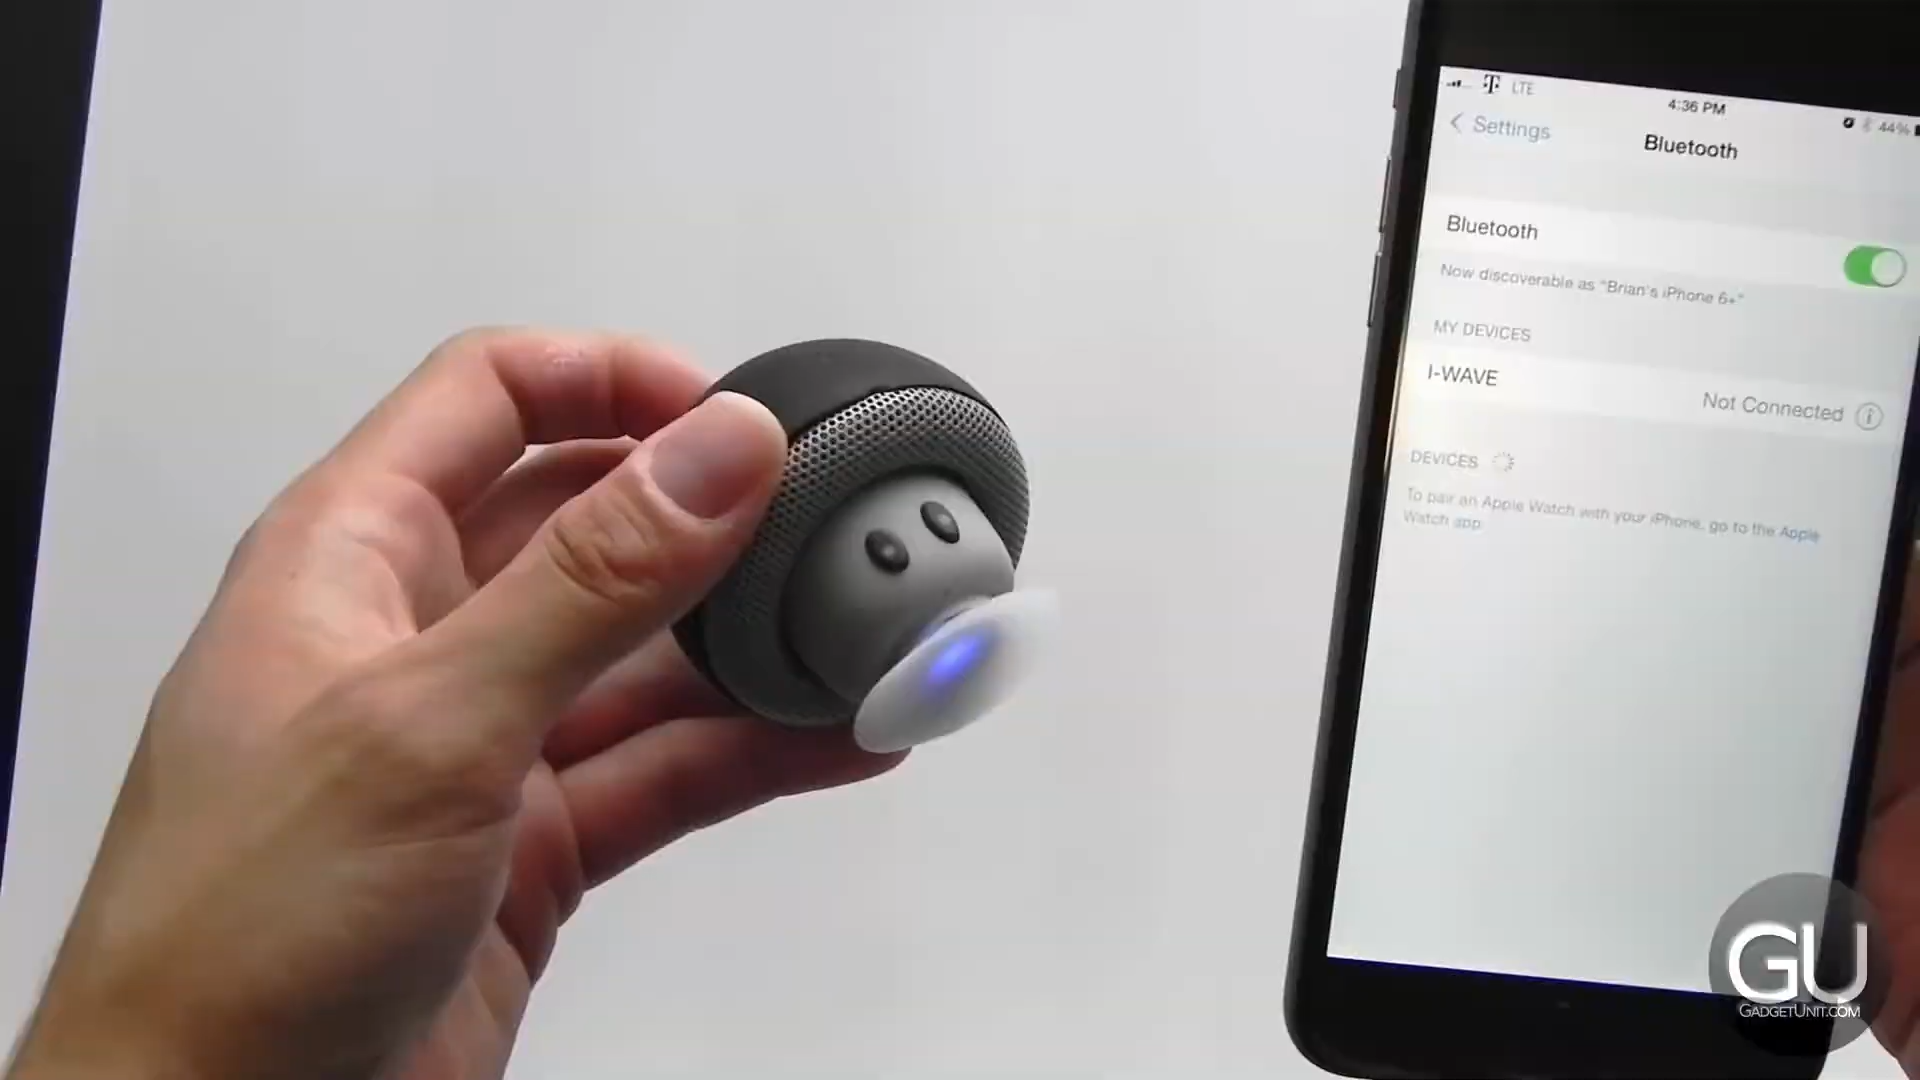 LTE
4:36 PM
44%
Settings
Bluetooth
Bluetooth
Now discoverable as "Brian's iPhone 6+"
MY DEVICES
I-WAVE
Not Connected
DEVICES
To pair an Apple Watch with your iPhone, go to the Apple
Watch app.
GU
GADGETUNIT.COM